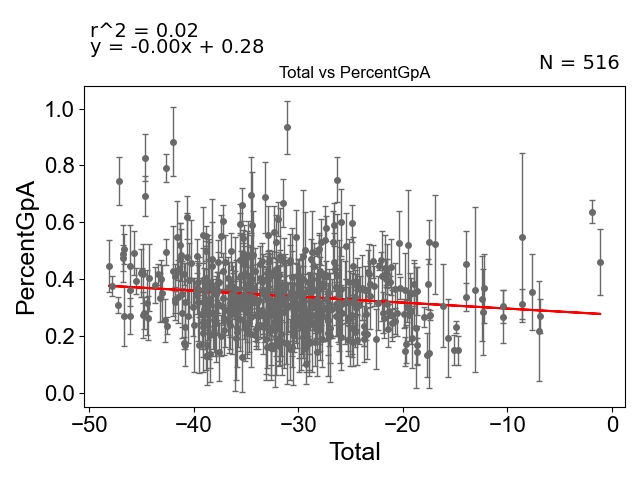 r^2 = 0.02
y = -0.00x + 0.28
N = 516
Total vs PercentGpA
PercentGpA
1.0
0.8
0.6
0.4
0.2
0.0
−50 −40 −30 −20 −10 0
Total